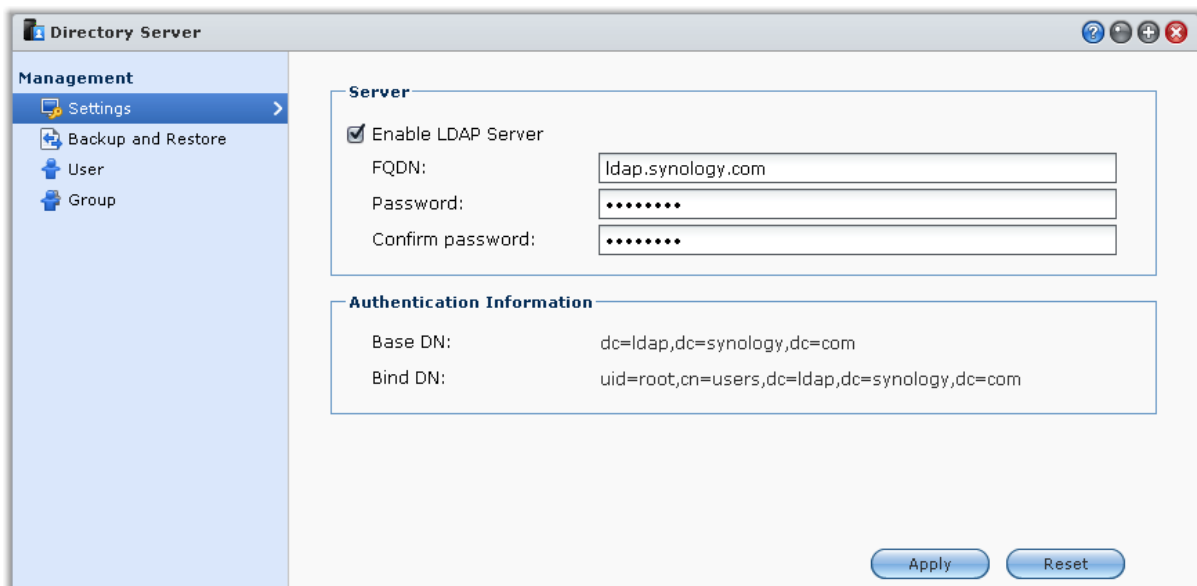 Directory Server
Management
Settings
Backup and Restore
User
Group
Server
Enable LDAP Server
FQDN: ldap.synology.com
Password: ••••••••
Confirm password: ••••••••
Authentication Information
Base DN: dc=ldap,dc=synology,dc=com
Bind DN: uid=root,cn=users,dc=ldap,dc=synology,dc=com
Apply Reset